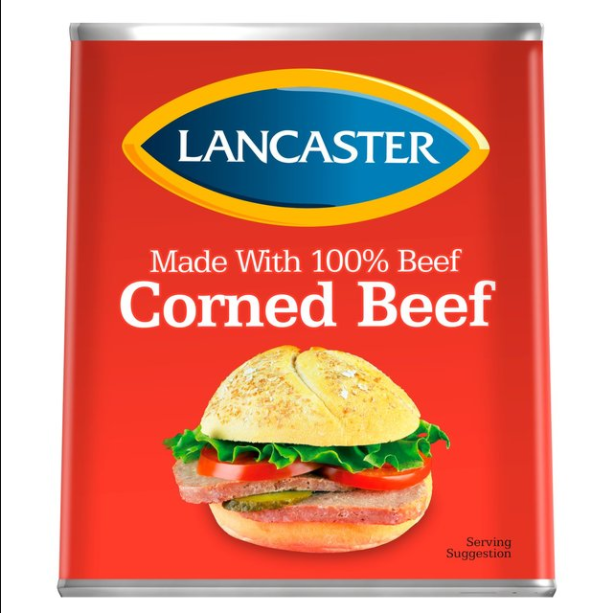 LANCASTER
Made With 100% Beef
Corned Beef
Serving
Suggestion